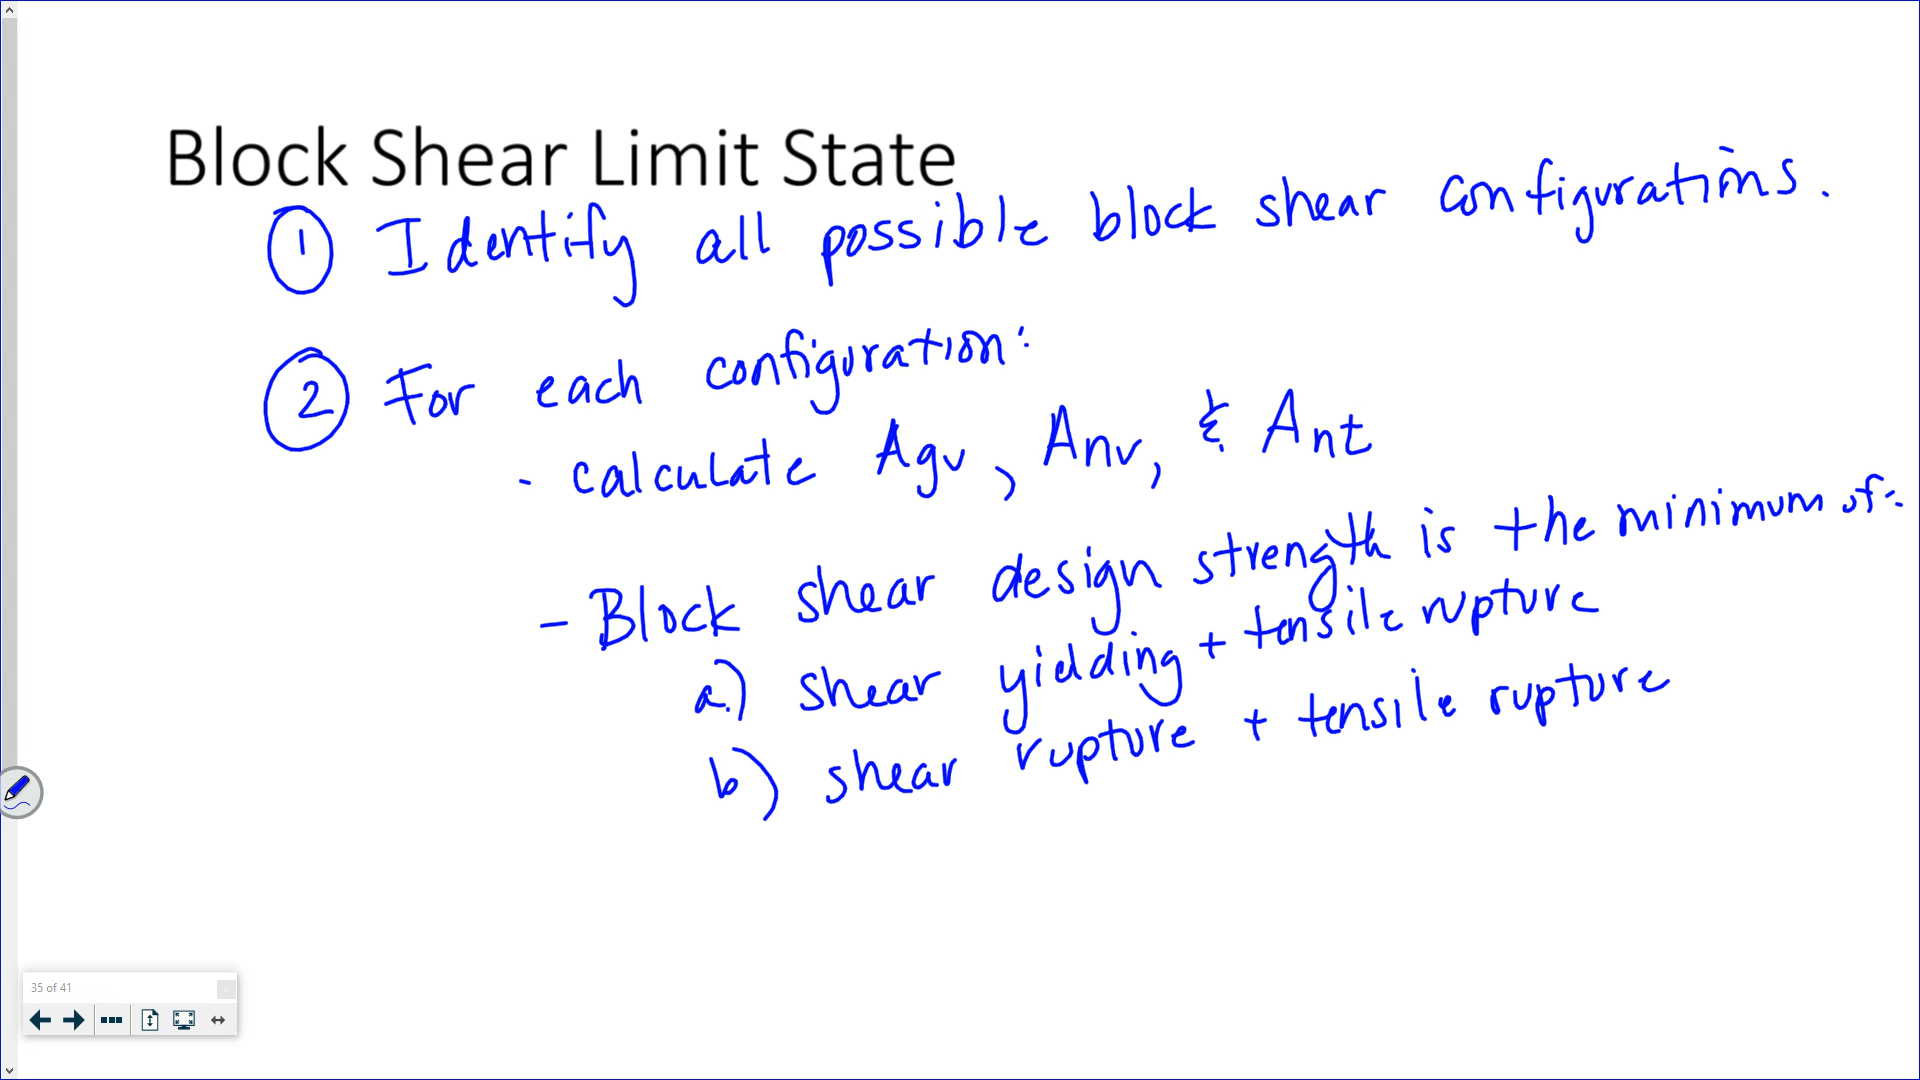 Block Shear Limit State
① Identify all possible block shear configurations.
② For each configuration:
- calculate Agv, Anv, & Ant
- Block shear design strength is the minimum of:
a.) shear yielding + tensile rupture
b) shear rupture + tensile rupture
35 of 41